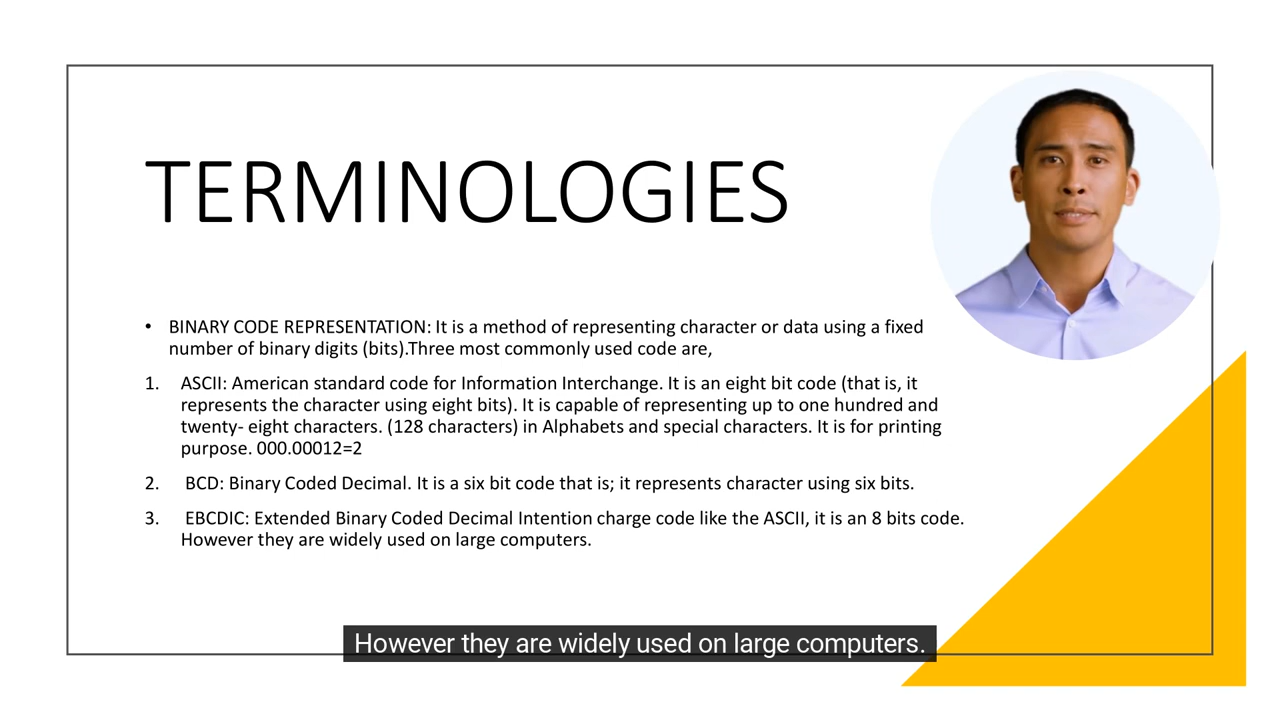 TERMINOLOGIES
• BINARY CODE REPRESENTATION: It is a method of representing character or data using a fixed
number of binary digits (bits).Three most commonly used code are,
1. ASCII: American standard code for Information Interchange. It is an eight bit code (that is, it
represents the character using eight bits). It is capable of representing up to one hundred and
twenty- eight characters. (128 characters) in Alphabets and special characters. It is for printing
purpose. 000.00012=2
2. BCD: Binary Coded Decimal. It is a six bit code that is; it represents character using six bits.
3. EBCDIC: Extended Binary Coded Decimal Intention charge code like the ASCII, it is an 8 bits code.
However they are widely used on large computers.
However they are widely used on large computers.